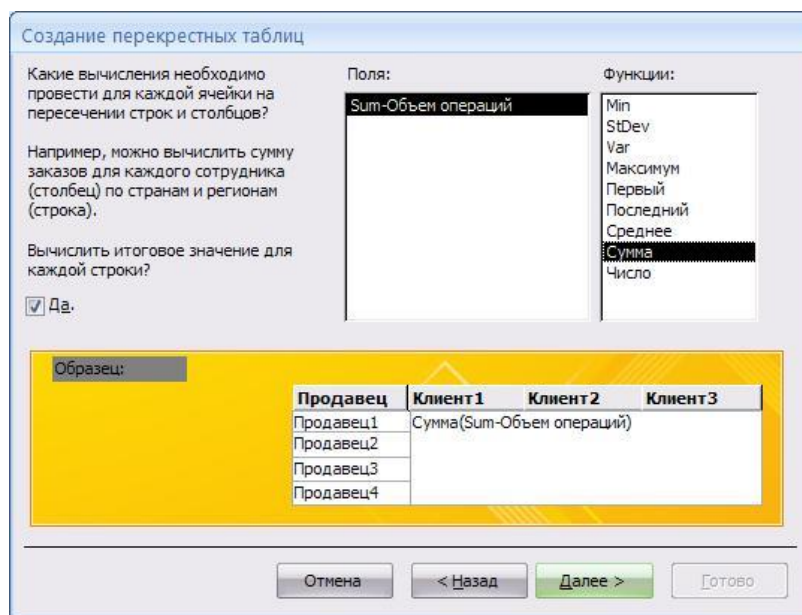 Создание перекрестных таблиц
Какие вычисления необходимо
провести для каждой ячейки на
пересечении строк и столбцов?
Например, можно вычислить сумму
заказов для каждого сотрудника
(столбец) по странам и регионам
(строка).
Вычислить итоговое значение для
каждой строки?
Да.
Поля:
Sum-Объем операций
Функции:
Min
StDev
Var
Максимум
Первый
Последний
Среднее
Сумма
Число
Образец:
Продавец Клиент1 Клиент2 Клиент3
Продавец1 Сумма(Sum-Объем операций)
Продавец2
Продавец3
Продавец4
Отмена < Назад Далее > Готово